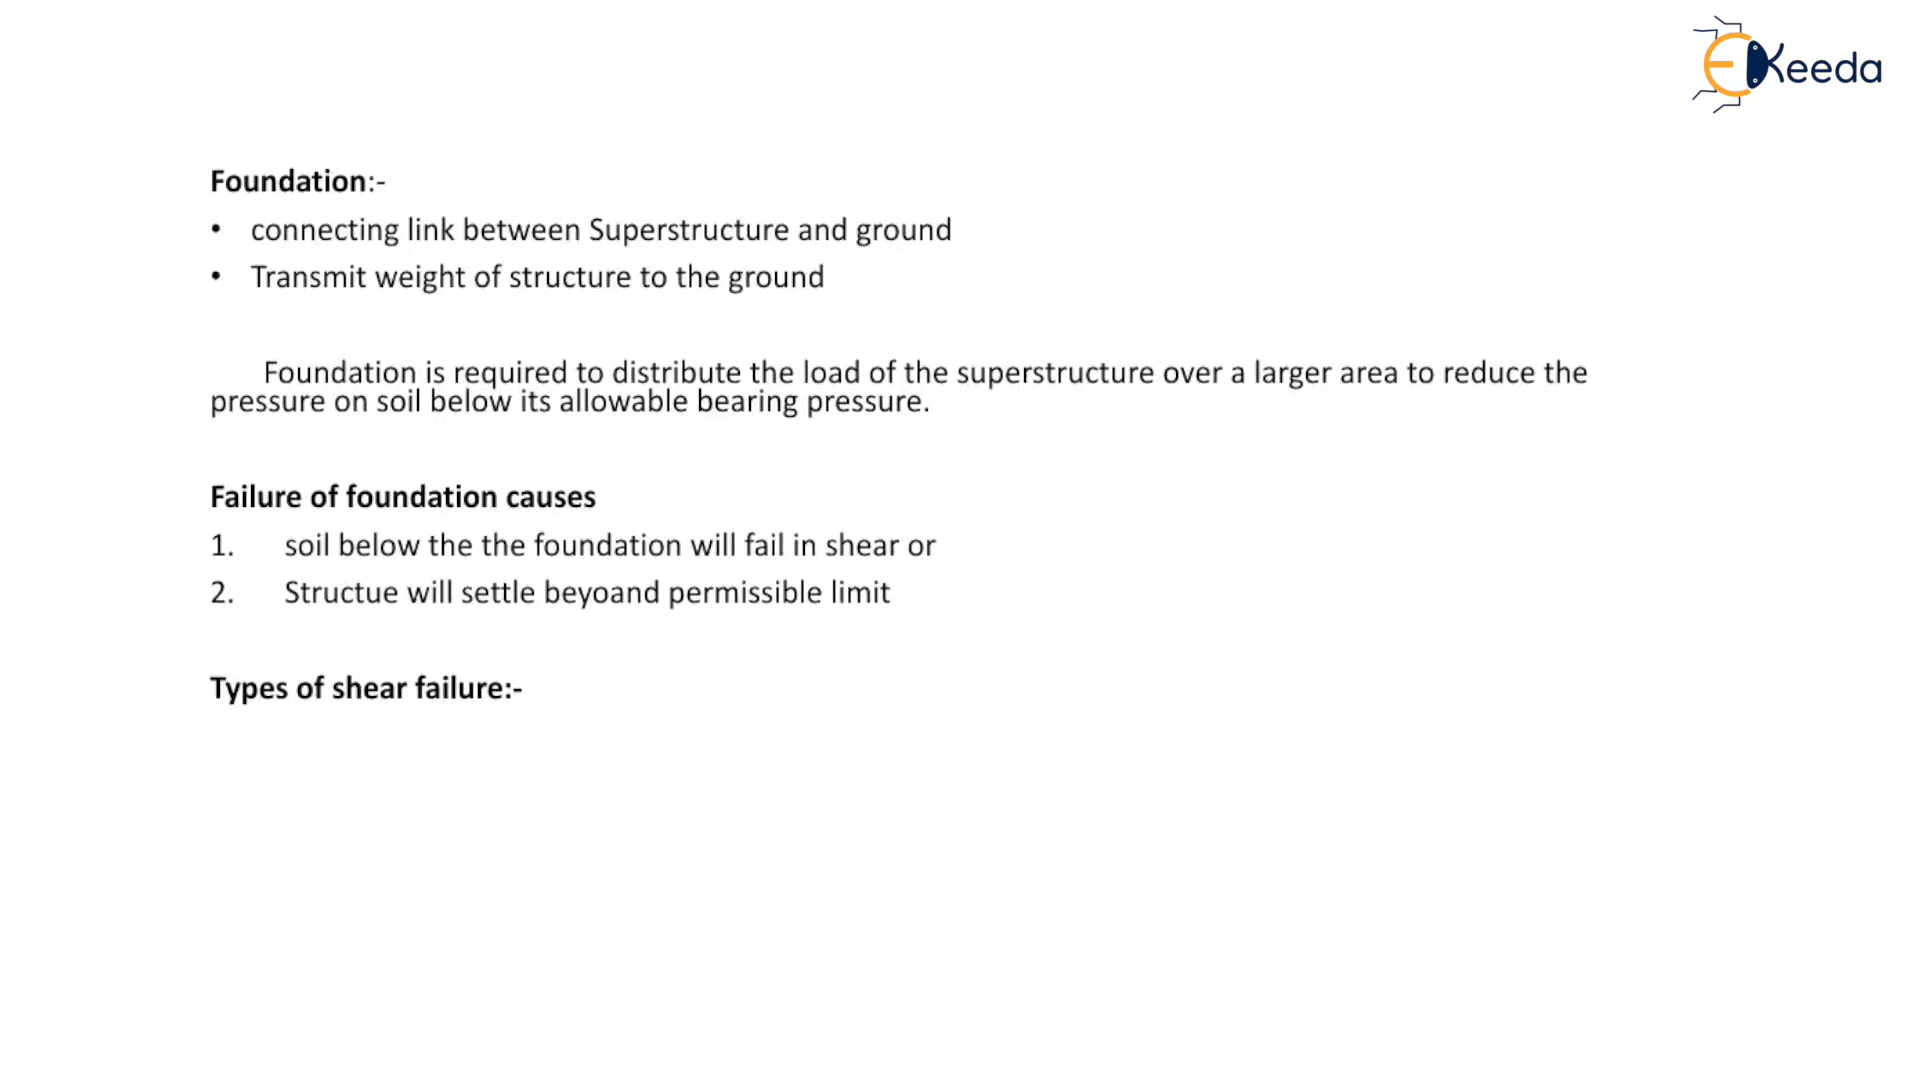 EKeeda
Foundation:-
• connecting link between Superstructure and ground
• Transmit weight of structure to the ground
Foundation is required to distribute the load of the superstructure over a larger area to reduce the
pressure on soil below its allowable bearing pressure.
Failure of foundation causes
1. soil below the the foundation will fail in shear or
2. Structue will settle beyoand permissible limit
Types of shear failure:-